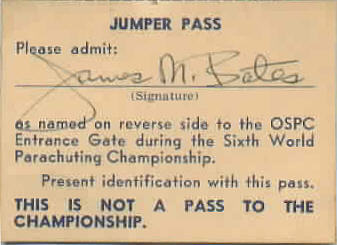 JUMPER PASS
Please admit:
James M. Bates
(Signature)
as named on reverse side to the OSPC
Entrance Gate during the Sixth World
Parachuting Championship.
Present identification with this pass.
THIS IS NOT A PASS TO THE
CHAMPIONSHIP.